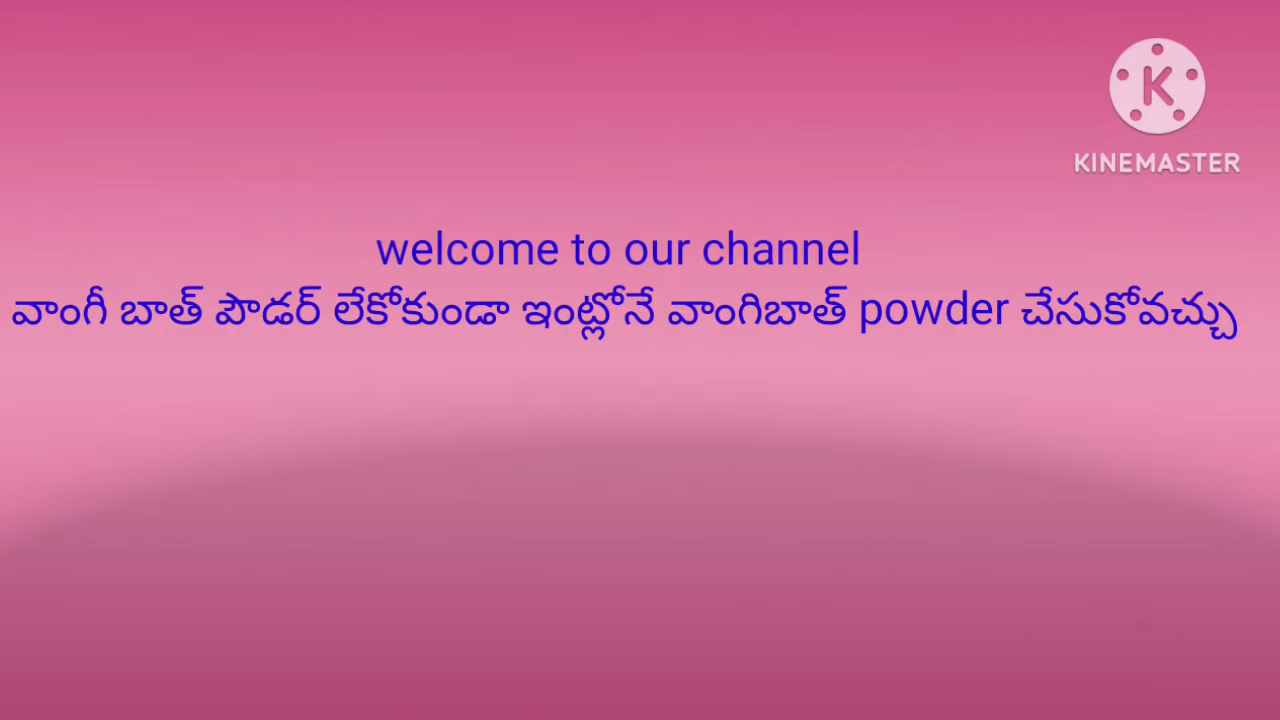 KINEMASTER
welcome to our channel
వాంగీ బాత్ పౌడర్ లేకోకుండా ఇంట్లోనే వాంగిబాత్ powder చేసుకోవచ్చు